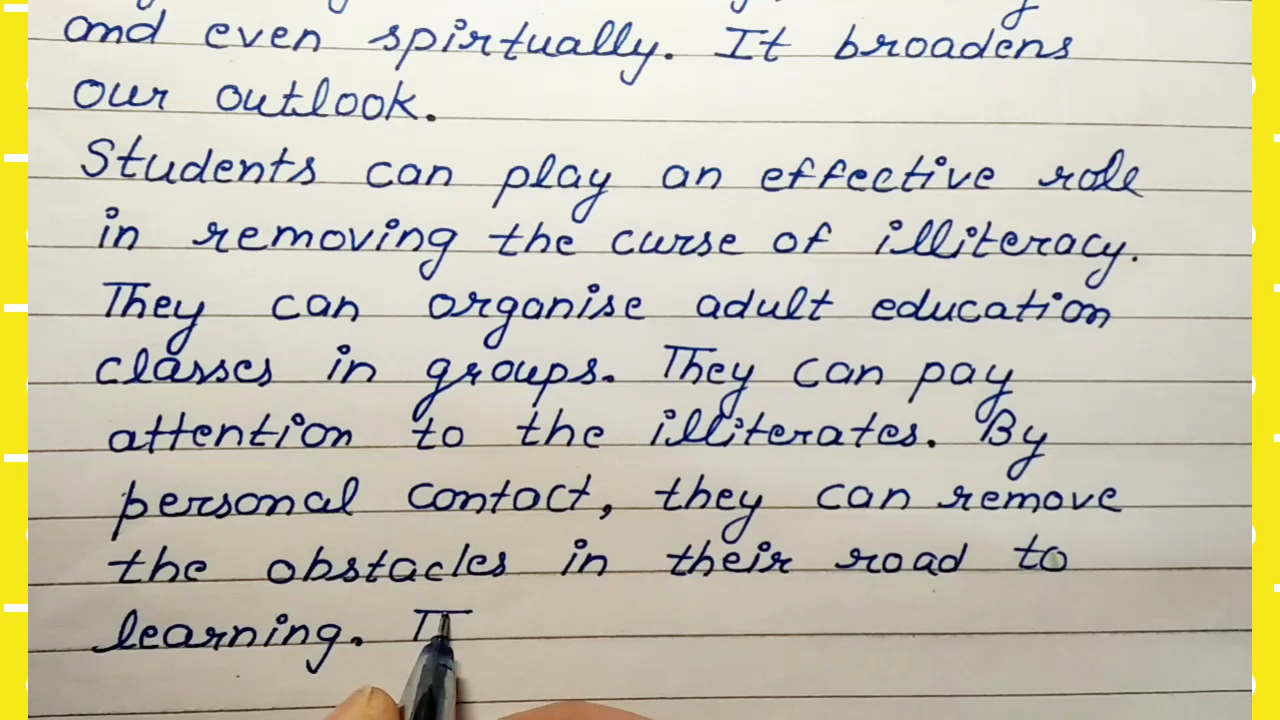 and even spirtually. It broadens
our outlook.
Students can play an effective role
in removing the curse of illiteracy.
They can organise adult education
classes in groups. They can pay
attention to the illiterates. By
personal contact, they can remove
the obstacles in their road to
learning.